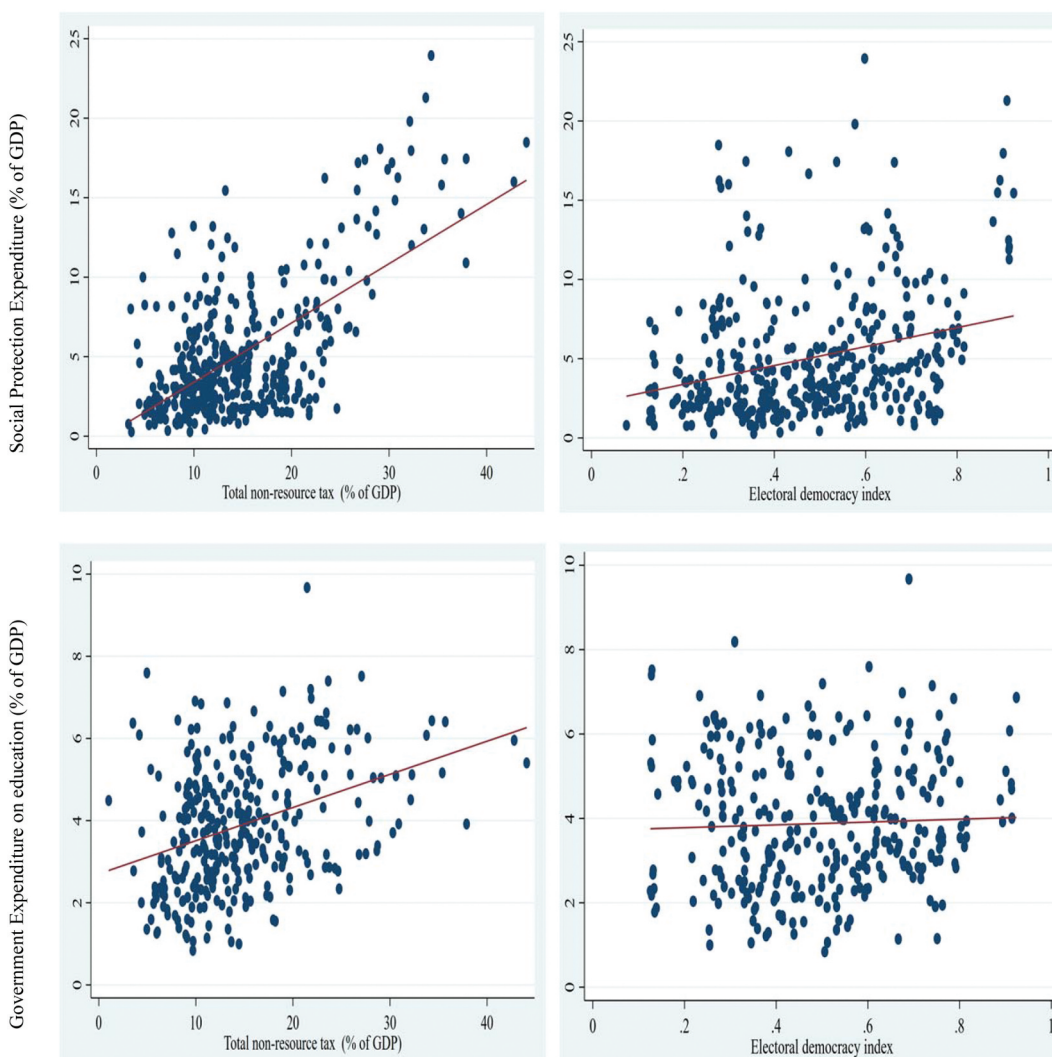 Social Protection Expenditure (% of GDP)
25
20
15
10
5
0
0 10 20 30 40
Total non-resource tax (% of GDP)
25
20
15
10
5
0
0 .2 .4 .6 .8 1
Electoral democracy index
Government Expenditure on education (% of GDP)
10
8
6
4
2
0
0 10 20 30 40
Total non-resource tax (% of GDP)
10
8
6
4
2
0
0 .2 .4 .6 .8 1
Electoral democracy index